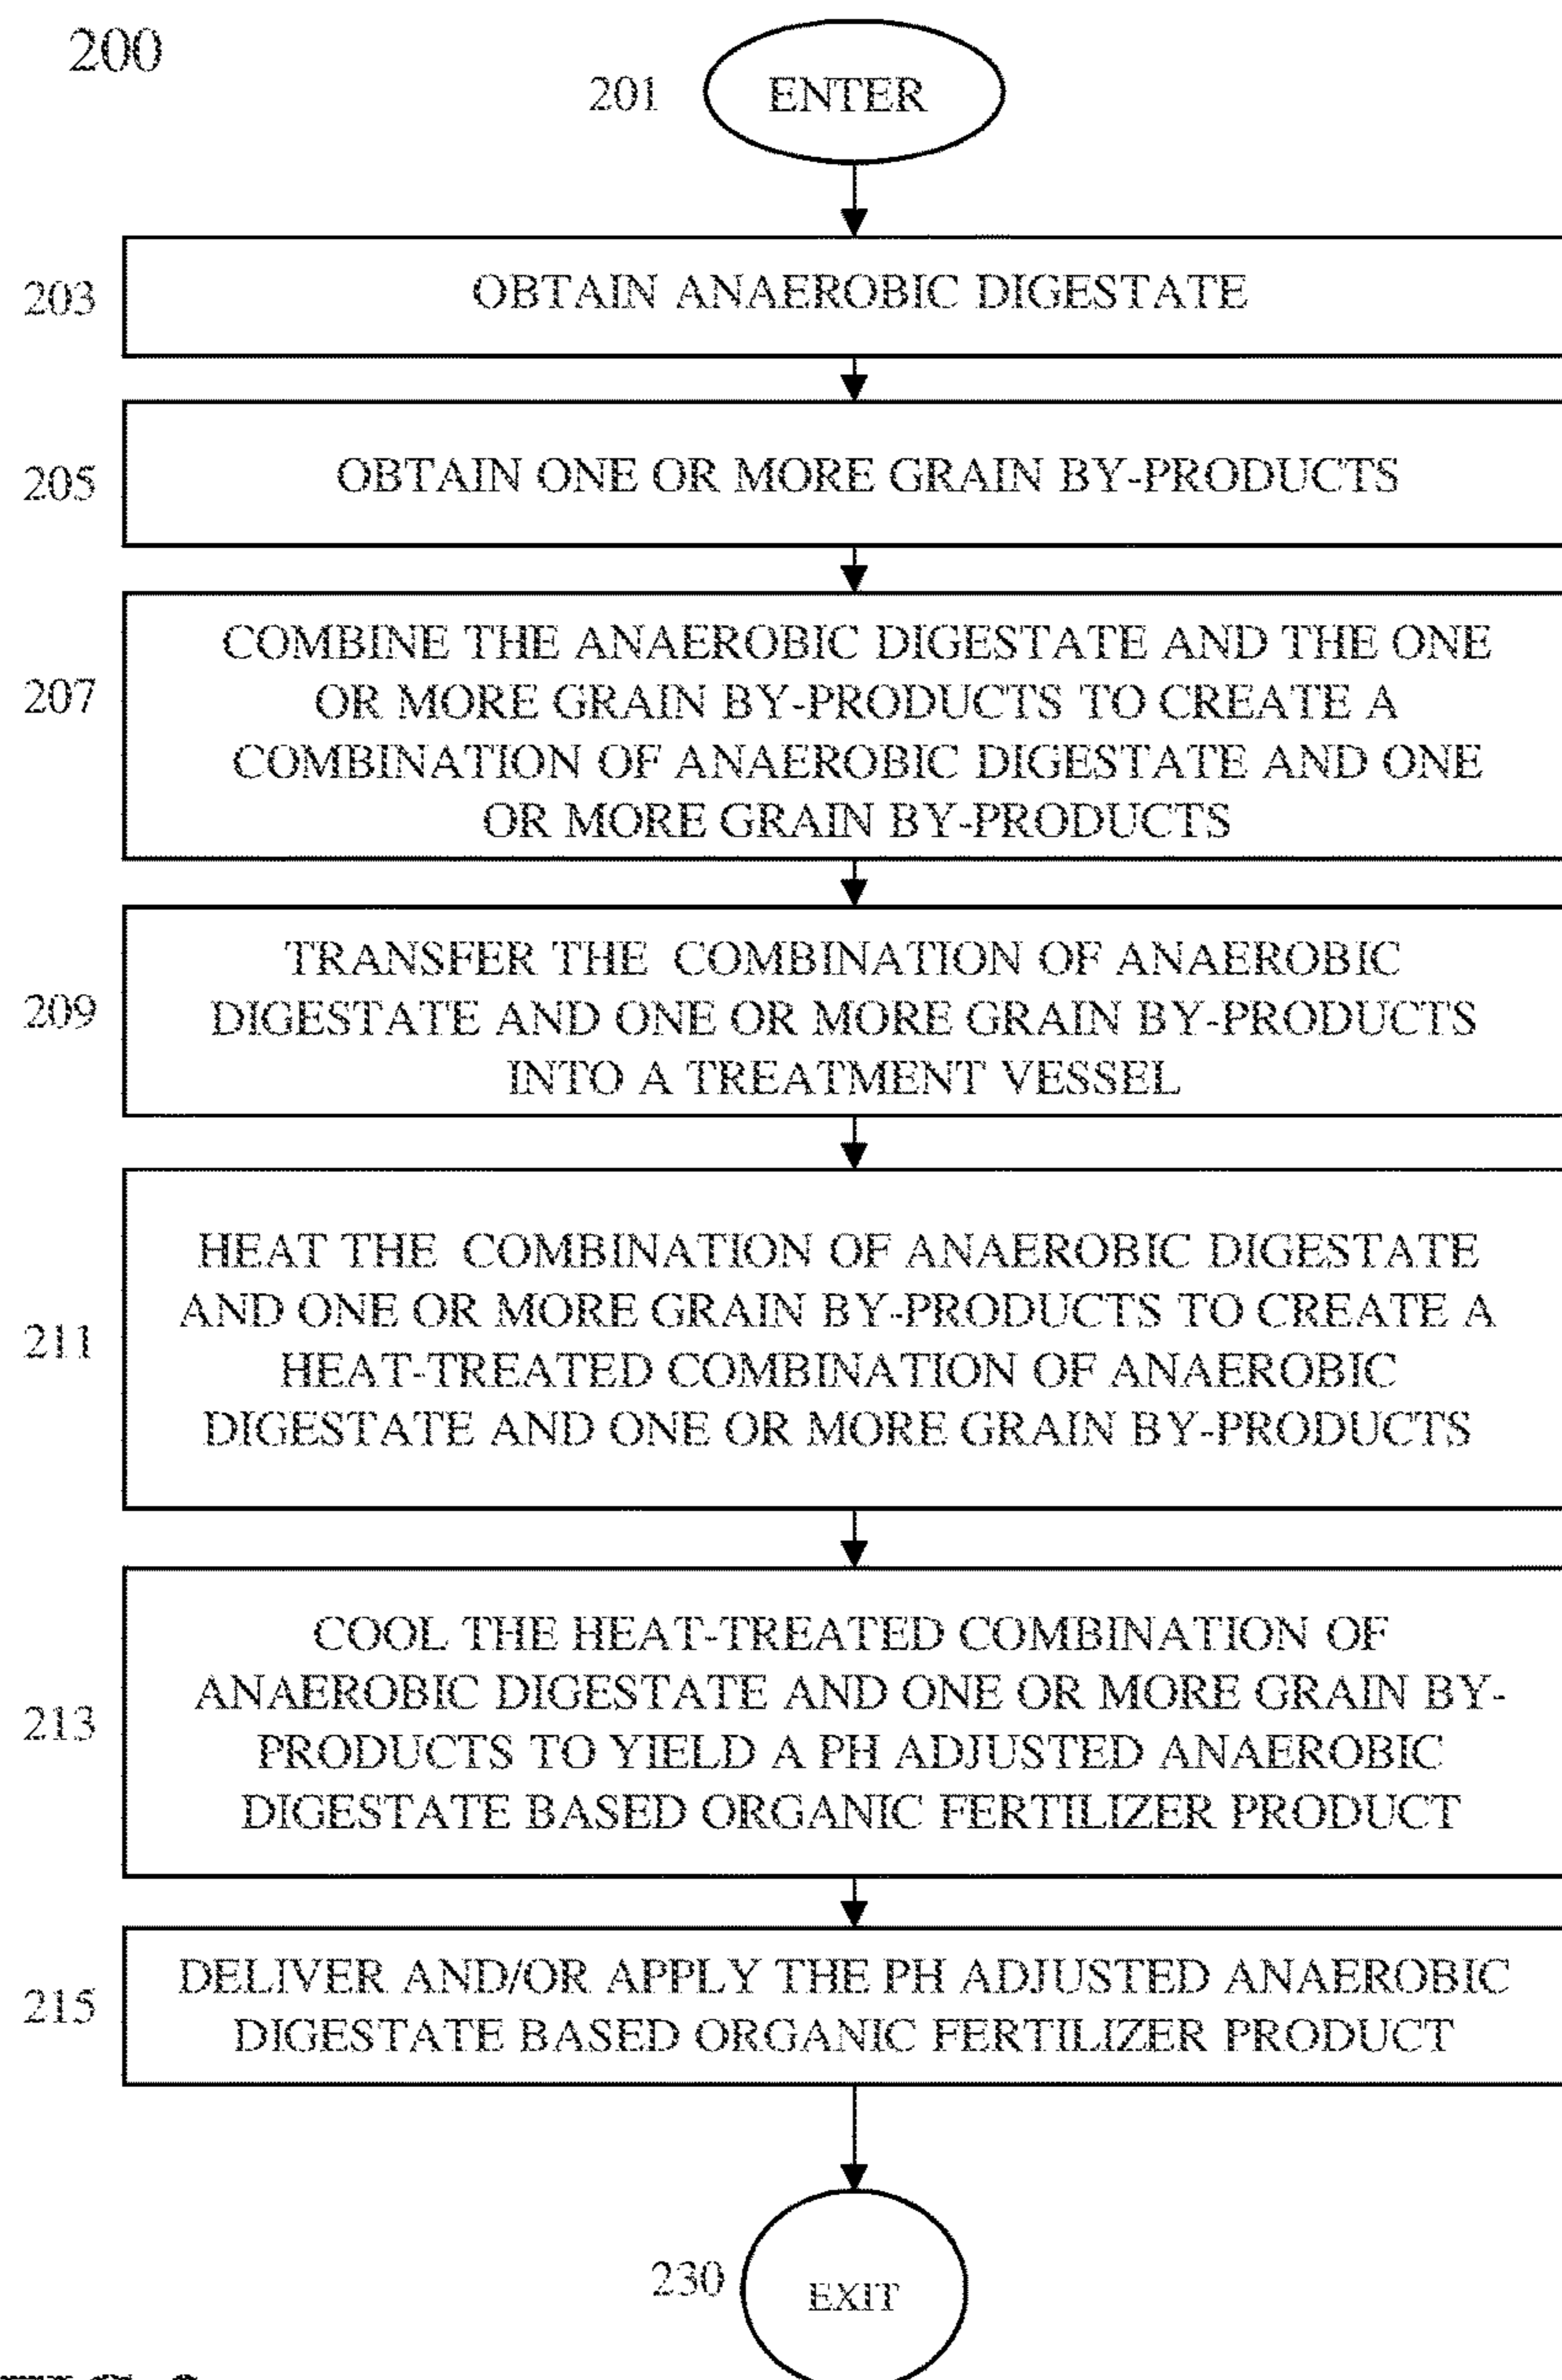 200
201 ENTER
203 OBTAIN ANAEROBIC DIGESTATE
205 OBTAIN ONE OR MORE GRAIN BY-PRODUCTS
207
COMBINE THE ANAEROBIC DIGESTATE AND THE ONE
OR MORE GRAIN BY-PRODUCTS TO CREATE A
COMBINATION OF ANAEROBIC DIGESTATE AND ONE
OR MORE GRAIN BY-PRODUCTS
209
TRANSFER THE COMBINATION OF ANAEROBIC
DIGESTATE AND ONE OR MORE GRAIN BY-PRODUCTS
INTO A TREATMENT VESSEL
211
HEAT THE COMBINATION OF ANAEROBIC DIGESTATE
AND ONE OR MORE GRAIN BY-PRODUCTS TO CREATE A
HEAT-TREATED COMBINATION OF ANAEROBIC
DIGESTATE AND ONE OR MORE GRAIN BY-PRODUCTS
213
COOL THE HEAT-TREATED COMBINATION OF
ANAEROBIC DIGESTATE AND ONE OR MORE GRAIN BY-
PRODUCTS TO YIELD A PH ADJUSTED ANAEROBIC
DIGESTATE BASED ORGANIC FERTILIZER PRODUCT
215
DELIVER AND/OR APPLY THE PH ADJUSTED ANAEROBIC
DIGESTATE BASED ORGANIC FERTILIZER PRODUCT
230 EXIT